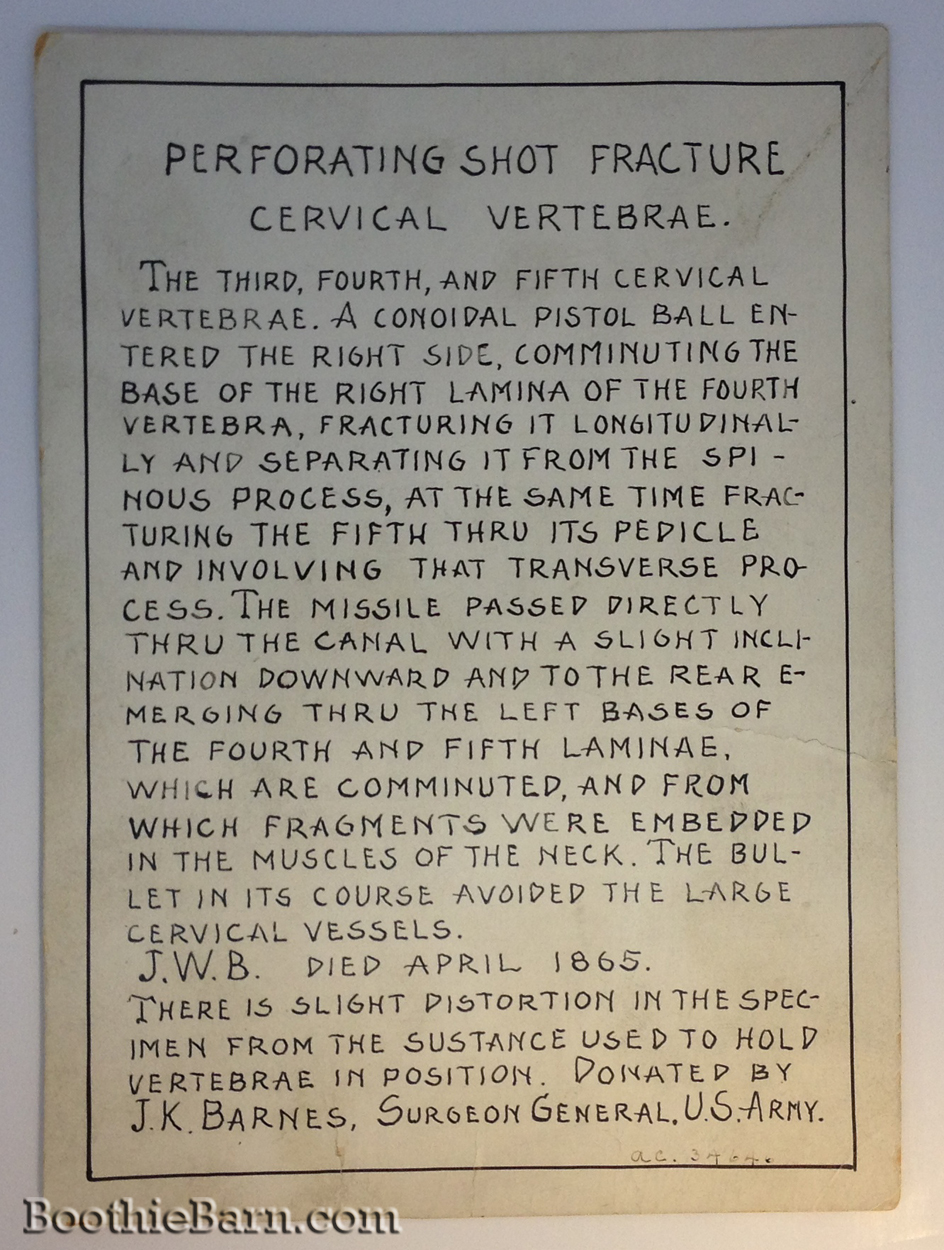 PERFORATING SHOT FRACTURE
CERVICAL VERTEBRAE.
THE THIRD, FOURTH, AND FIFTH CERVICAL
VERTEBRAE. A CONOIDAL PISTOL BALL EN-
TERED THE RIGHT SIDE, COMMINUTING THE
BASE OF THE RIGHT LAMINA OF THE FOURTH
VERTEBRA, FRACTURING IT LONGITUDINAL-
LY AND SEPARATING IT FROM THE SPI-
NOUS PROCESS, AT THE SAME TIME FRAC-
TURING THE FIFTH THRU ITS PEDICLE
AND INVOLVING THAT TRANSVERSE PRO-
CESS. THE MISSILE PASSED DIRECTLY
THRU THE CANAL WITH A SLIGHT INCLI-
NATION DOWNWARD AND TO THE REAR E-
MERGING THRU THE LEFT BASES OF
THE FOURTH AND FIFTH LAMINAE,
WHICH ARE COMMINUTED, AND FROM
WHICH FRAGMENTS WERE EMBEDDED
IN THE MUSCLES OF THE NECK. THE BUL-
LET IN ITS COURSE AVOIDED THE LARGE
CERVICAL VESSELS.
J.W.B. DIED APRIL 1865.
THERE IS SLIGHT DISTORTION IN THE SPEC-
IMEN FROM THE SUSTANCE USED TO HOLD
VERTEBRAE IN POSITION. DONATED BY
J.K. BARNES, SURGEON GENERAL, U.S. ARMY.
ac.
BoothieBarn.com